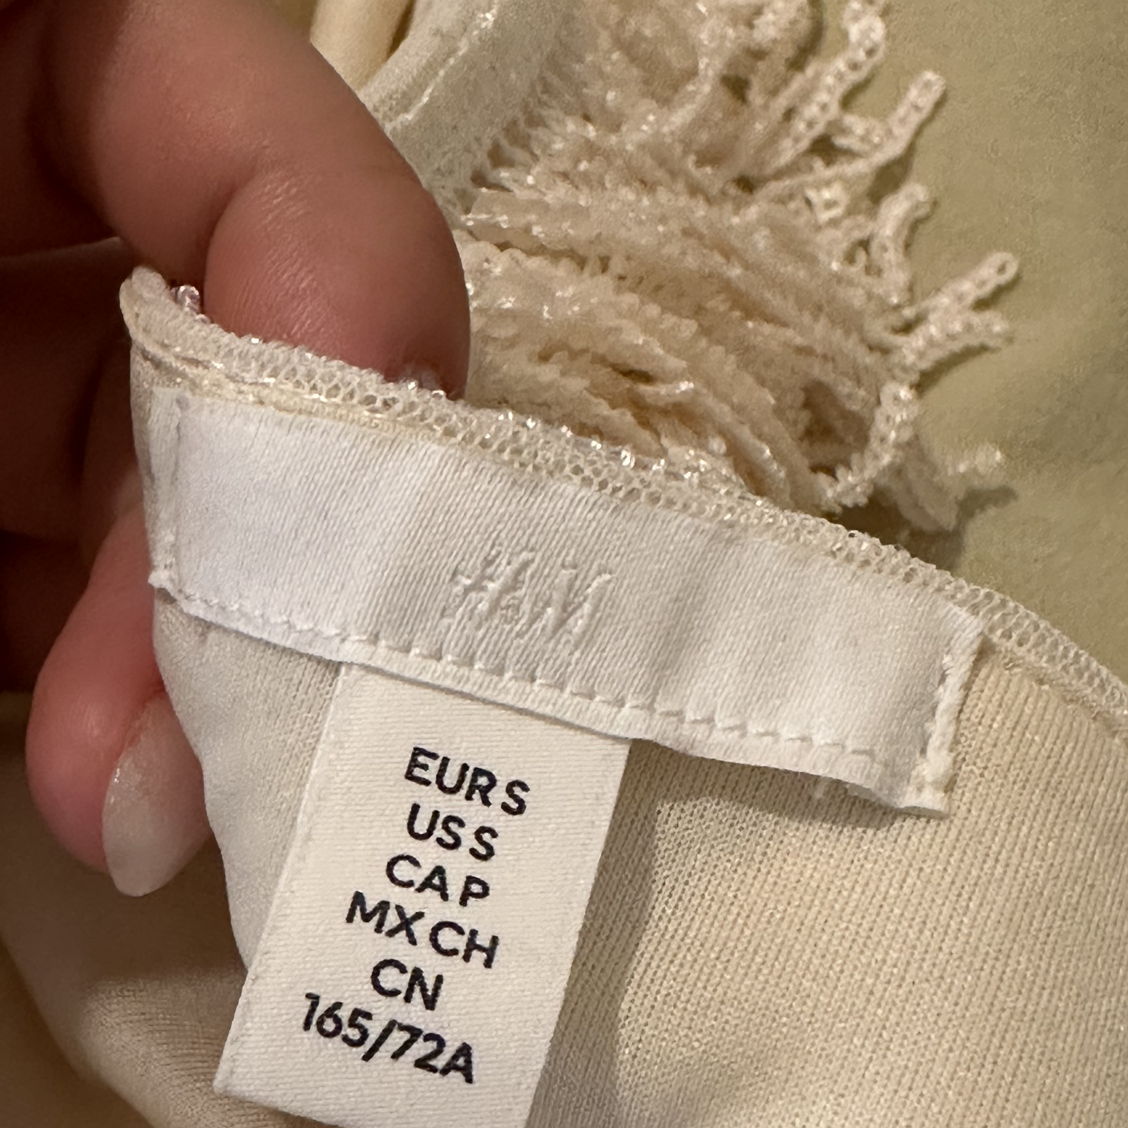 H&M
EUR S
US S
CA P
MX CH
CN
165/72A